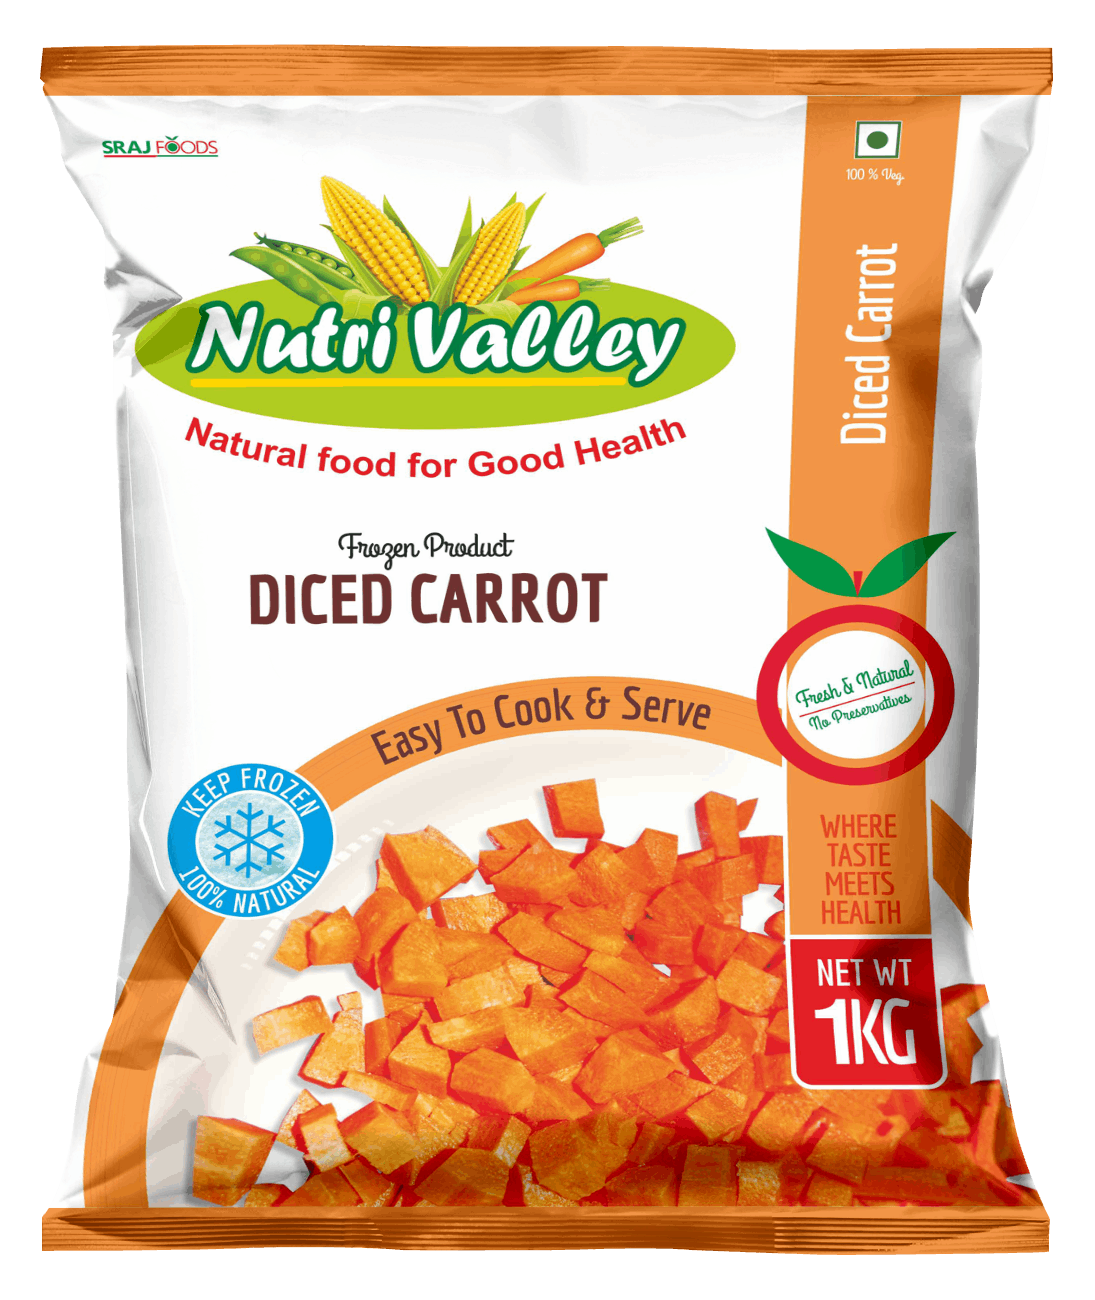 SRAJ FOODS
100 % Veg.
Nutri Valley
Natural food for Good Health
Diced Carrot
Frozen Product
DICED CARROT
Fresh & Natural
No Preservatives
Easy To Cook & Serve
KEEP FROZEN
100% NATURAL
WHERE
TASTE
MEETS
HEALTH
NET WT
1KG